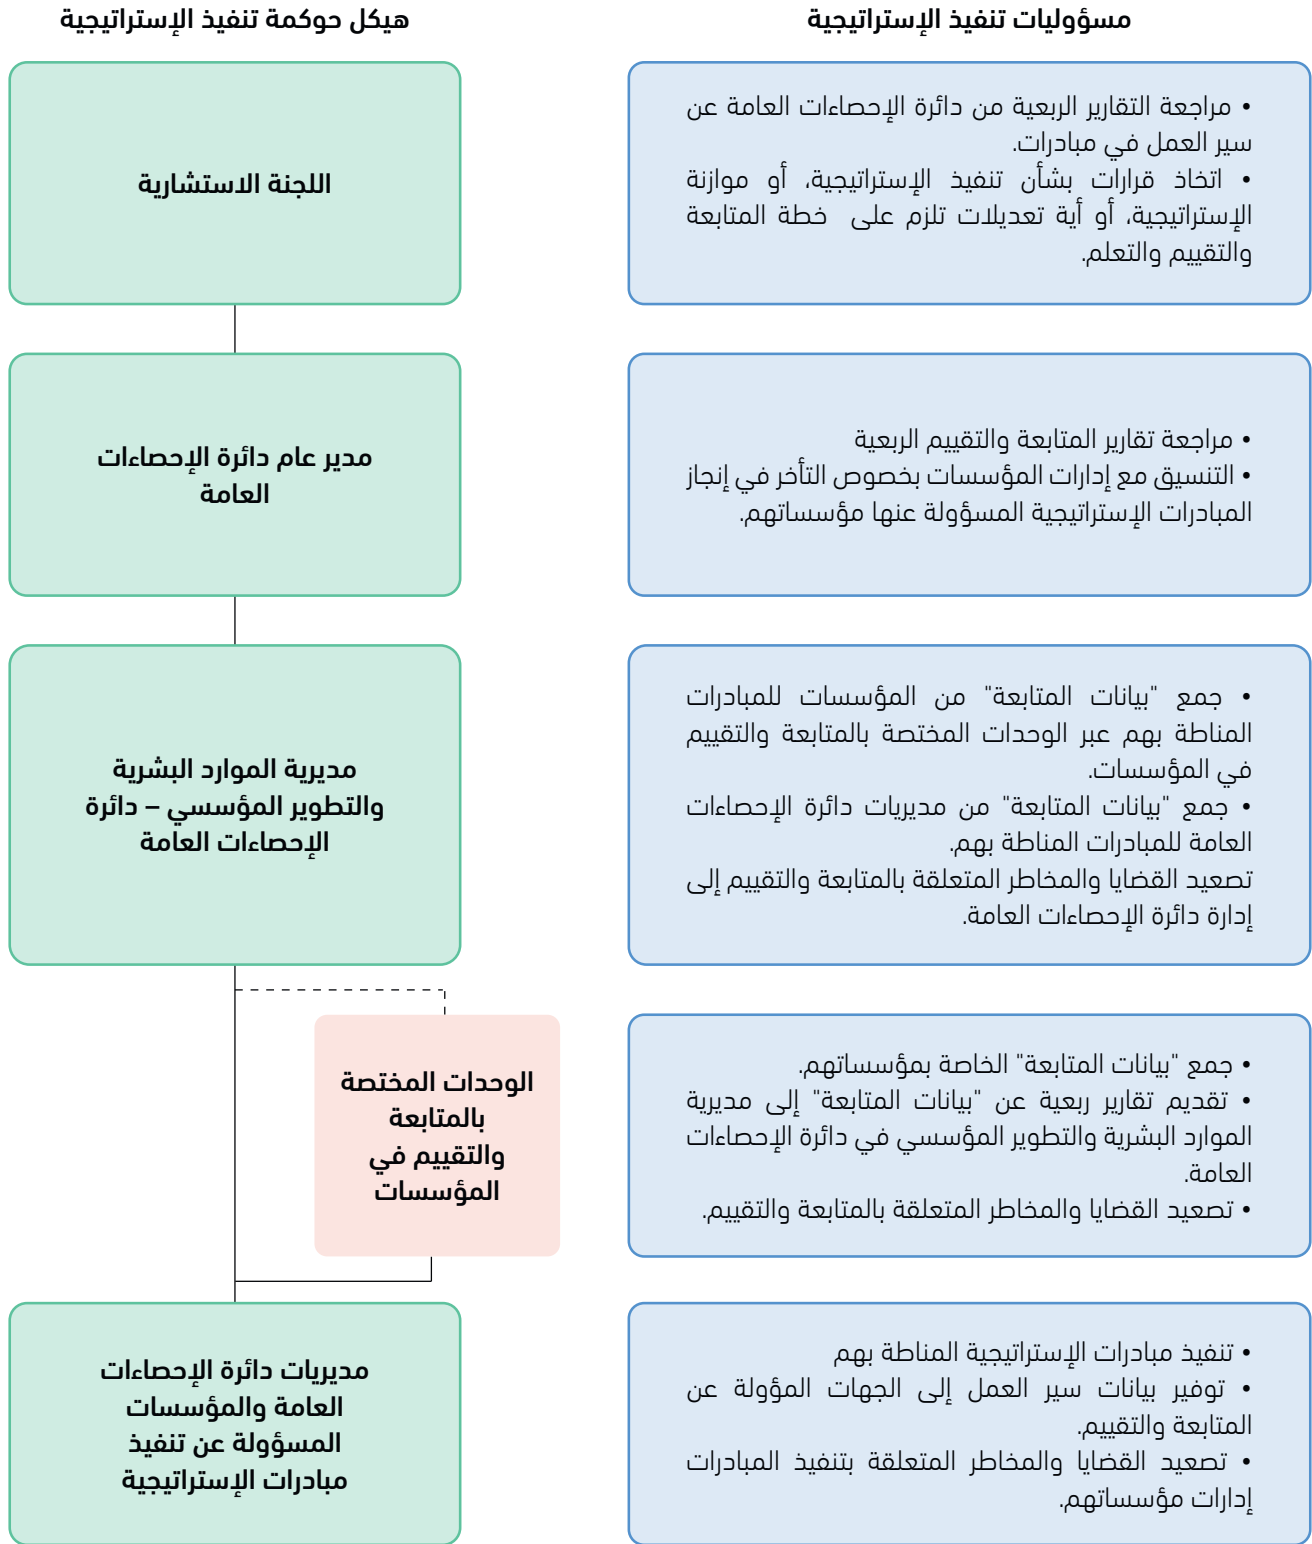 مسؤوليات تنفيذ الإستراتيجية
هيكل حوكمة تنفيذ الإستراتيجية
• مراجعة التقارير الربعية من دائرة الإحصاءات العامة عن
سير العمل في مبادرات.
• اتخاذ قرارات بشأن تنفيذ الإستراتيجية، أو موازنة
الإستراتيجية، أو أية تعديلات تلزم على خطة المتابعة
والتقييم والتعلم.
اللجنة الاستشارية
• مراجعة تقارير المتابعة والتقييم الربعية
• التنسيق مع إدارات المؤسسات بخصوص التأخر في إنجاز
المبادرات الإستراتيجية المسؤولة عنها مؤسساتهم.
مدير عام دائرة الإحصاءات
العامة
• جمع "بيانات المتابعة" من المؤسسات للمبادرات
المناطة بهم عبر الوحدات المختصة بالمتابعة والتقييم
في المؤسسات.
• جمع "بيانات المتابعة" من مديريات دائرة الإحصاءات
العامة للمبادرات المناطة بهم.
تصعيد القضايا والمخاطر المتعلقة بالمتابعة والتقييم إلى
إدارة دائرة الإحصاءات العامة.
مديرية الموارد البشرية
والتطوير المؤسسي – دائرة
الإحصاءات العامة
• جمع "بيانات المتابعة" الخاصة بمؤسساتهم.
• تقديم تقارير ربعية عن "بيانات المتابعة" إلى مديرية
الموارد البشرية والتطوير المؤسسي في دائرة الإحصاءات
العامة.
• تصعيد القضايا والمخاطر المتعلقة بالمتابعة والتقييم.
الوحدات المختصة
بالمتابعة
والتقييم في
المؤسسات
• تنفيذ مبادرات الإستراتيجية المناطة بهم
• توفير بيانات سير العمل إلى الجهات المؤولة عن
المتابعة والتقييم.
• تصعيد القضايا والمخاطر المتعلقة بتنفيذ المبادرات
إدارات مؤسساتهم.
مديريات دائرة الإحصاءات
العامة والمؤسسات
المسؤولة عن تنفيذ
مبادرات الإستراتيجية